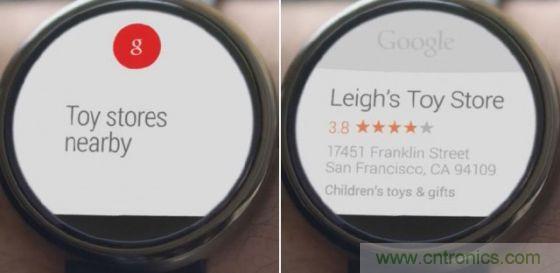 g
Toy stores
nearby
Google
Leigh's Toy Store
3.8
17451 Franklin Street
San Francisco, CA 94109
Children's toys & gifts
www.cntronics.com